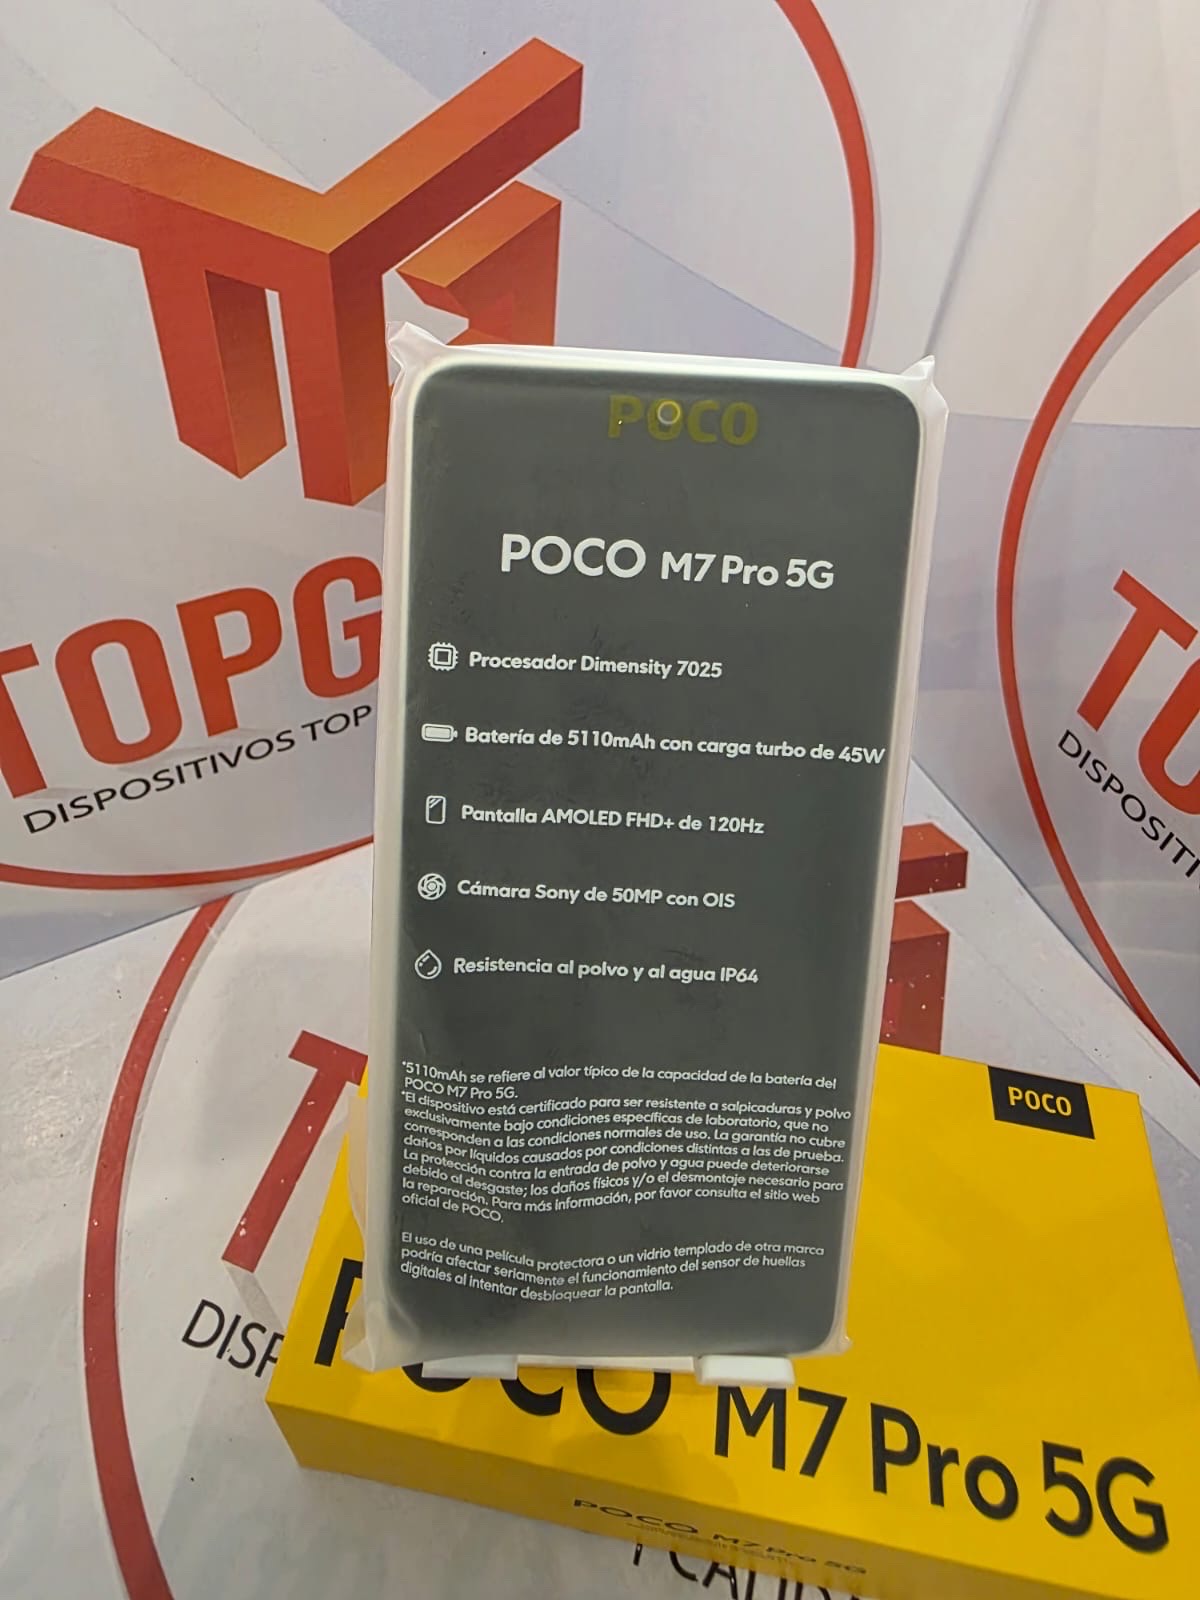 TOPG
DISPOSITIVOS TOP
POCO
POCO M7 Pro 5G
Procesador Dimensity 7025
Batería de 5110mAh con carga turbo de 45W
Pantalla AMOLED FHD+ de 120Hz
Cámara Sony de 50MP con OIS
Resistencia al polvo y al agua IP64
*5110mAh se refiere al valor típico de la capacidad de la batería del
POCO M7 Pro 5G.
*El dispositivo está certificado para ser resistente a salpicaduras y polvo
exclusivamente bajo condiciones específicas de laboratorio, que no
corresponden a las condiciones normales de uso. La garantía no cubre
daños por líquidos causados por condiciones distintas a las de prueba.
La protección contra la entrada de polvo y agua puede deteriorarse
debido al desgaste; los daños físicos y/o el desmontaje necesario para
la reparación. Para más información, por favor consulta el sitio web
oficial de POCO.
El uso de una película protectora o un vidrio templado de otra marca
podría afectar seriamente el funcionamiento del sensor de huellas
digitales al intentar desbloquear la pantalla.
TO
DISPOSITI
POCO
T
DISP
POCO M7 Pro 5G
POCO M7 Pro 5G